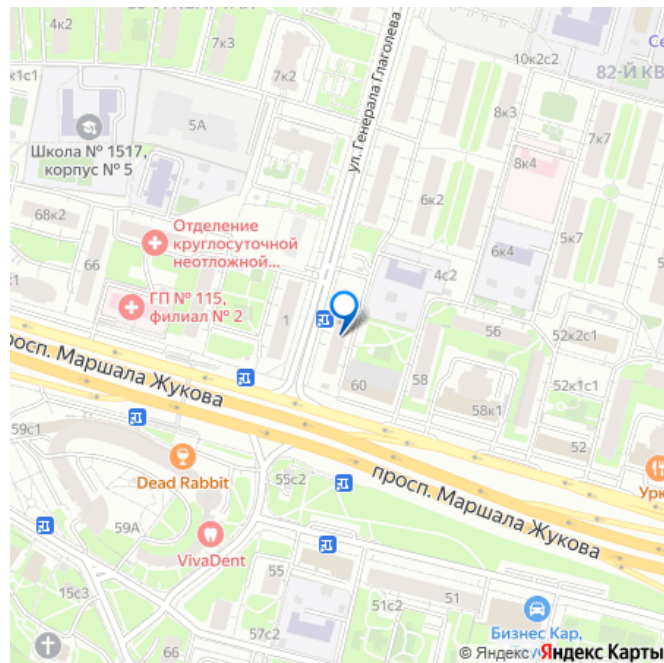 4к2
7к3
7к2
10к2с2
82-Й КВ
к1с1
5А
ул. Генерала Глаголева
8к3
7к7
Школа № 1517,
корпус № 5
8к4
68к2
Отделение
круглосуточной
неотложной...
6к2
5к7
66
6к4
4с2
к1
ГП № 115,
филиал № 2
1
56
52к2с1
просп. Маршала Жукова
60
58
58к1
52к1с1
59с1
52
Dead Rabbit
55с2
просп. Маршала Жукова
Урю
59А
VivaDent
55
15с3
51с2
51
57с2
66
Бизнес Кар,
© Яндекс Яндекс Карты